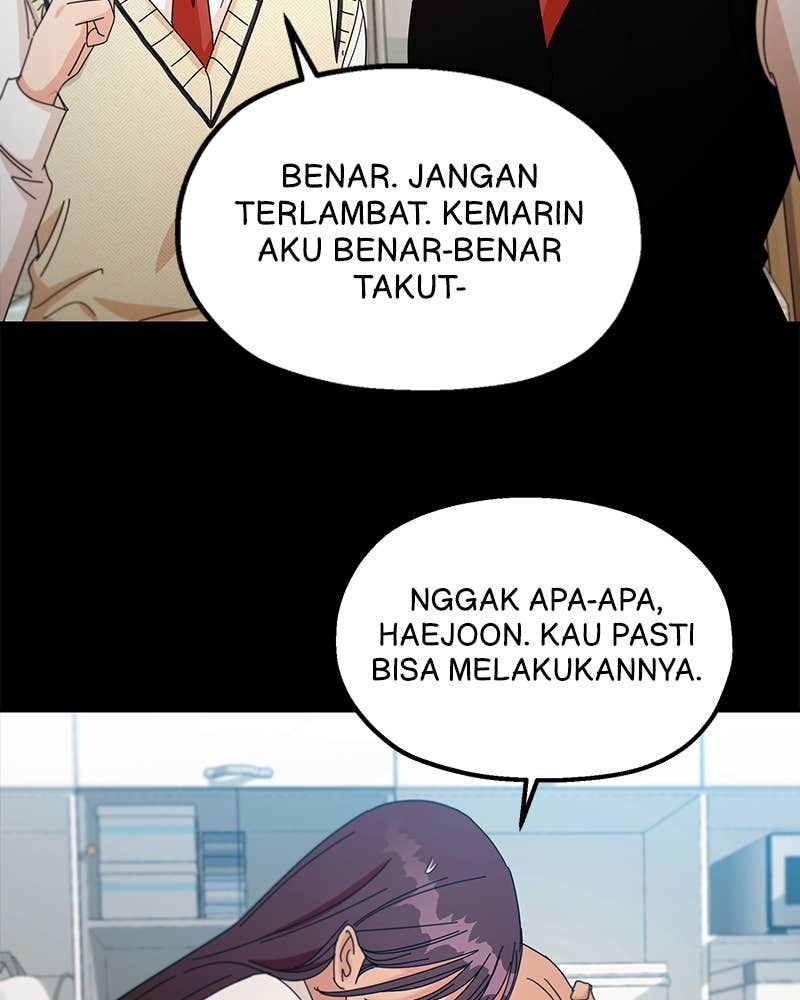 BENAR. JANGAN
TERLAMBAT. KEMARIN
AKU BENAR-BENAR
TAKUT-
NGGAK APA-APA,
HAEJOON. KAU PASTI
BISA MELAKUKANNYA.